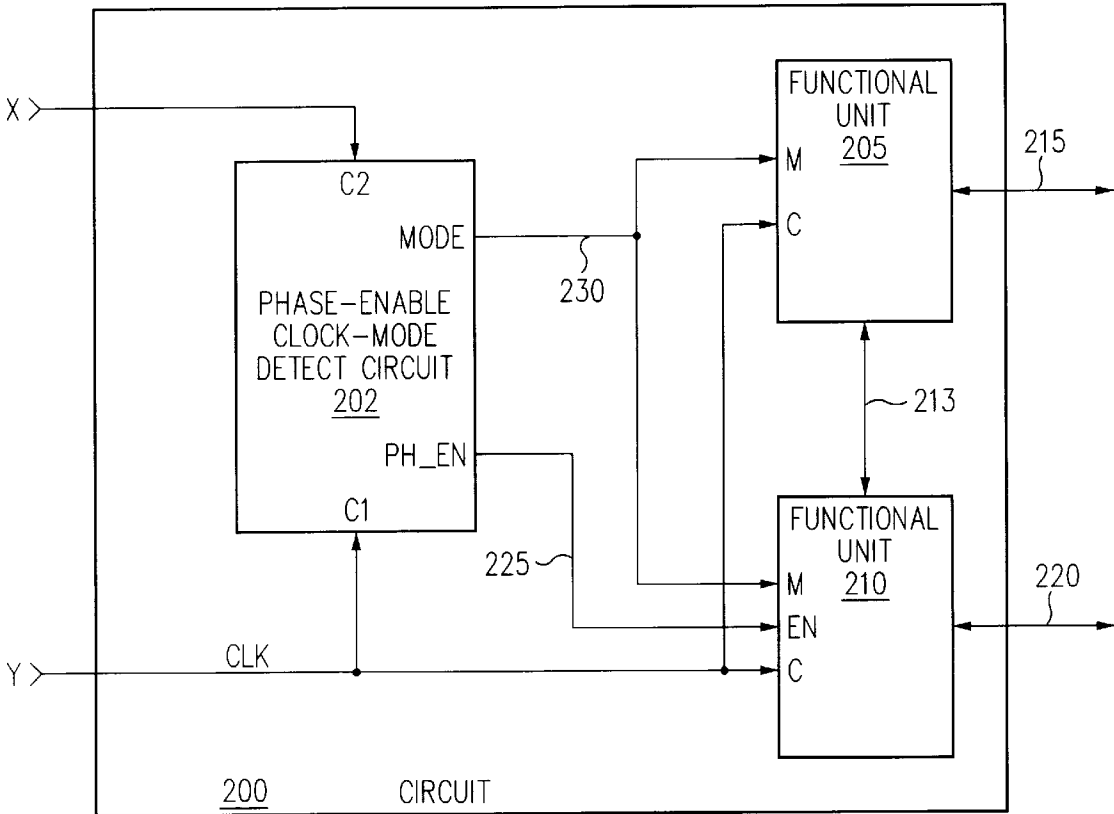 X
C2
MODE
PHASE-ENABLE
CLOCK-MODE
DETECT CIRCUIT
202
PH_EN
C1
230
225
FUNCTIONAL
UNIT
205
M
C
215
213
FUNCTIONAL
UNIT
210
M
EN
C
220
Y
CLK
200
CIRCUIT